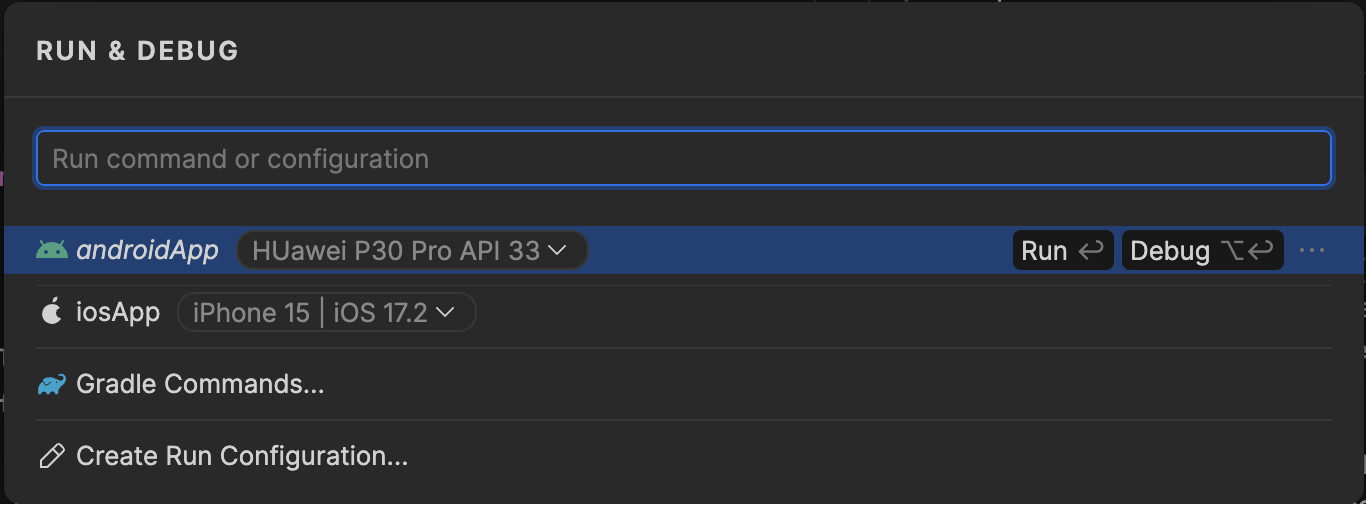 RUN & DEBUG
Run command or configuration
androidApp HUawei P30 Pro API 33 Run ↩ Debug ⌥↩ ···
iosApp iPhone 15 | iOS 17.2
Gradle Commands...
Create Run Configuration...